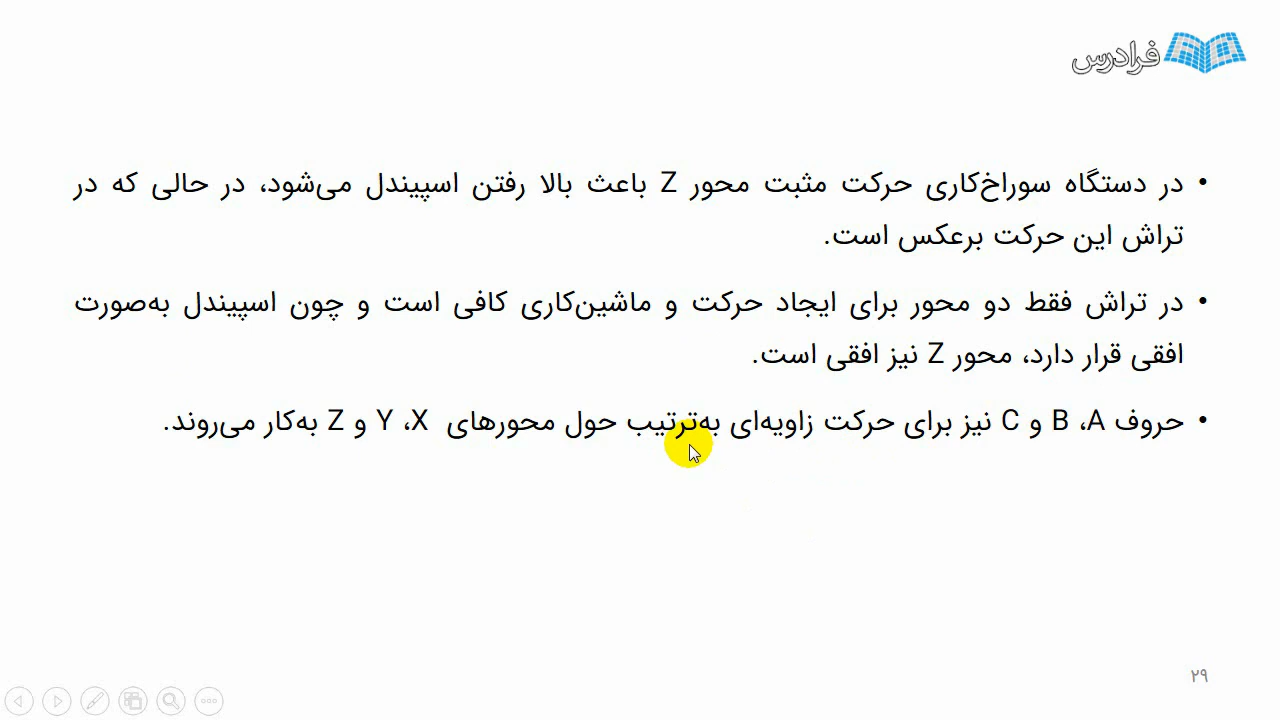 فرادرس
• در دستگاه سوراخ‌کاری حرکت مثبت محور Z باعث بالا رفتن اسپیندل می‌شود، در حالی که در
تراش این حرکت برعکس است.
• در تراش فقط دو محور برای ایجاد حرکت و ماشین‌کاری کافی است و چون اسپیندل به‌صورت
افقی قرار دارد، محور Z نیز افقی است.
• حروف A، B و C نیز برای حرکت زاویه‌ای به‌ترتیب حول محورهای X، Y و Z به‌کار می‌روند.
۲۹